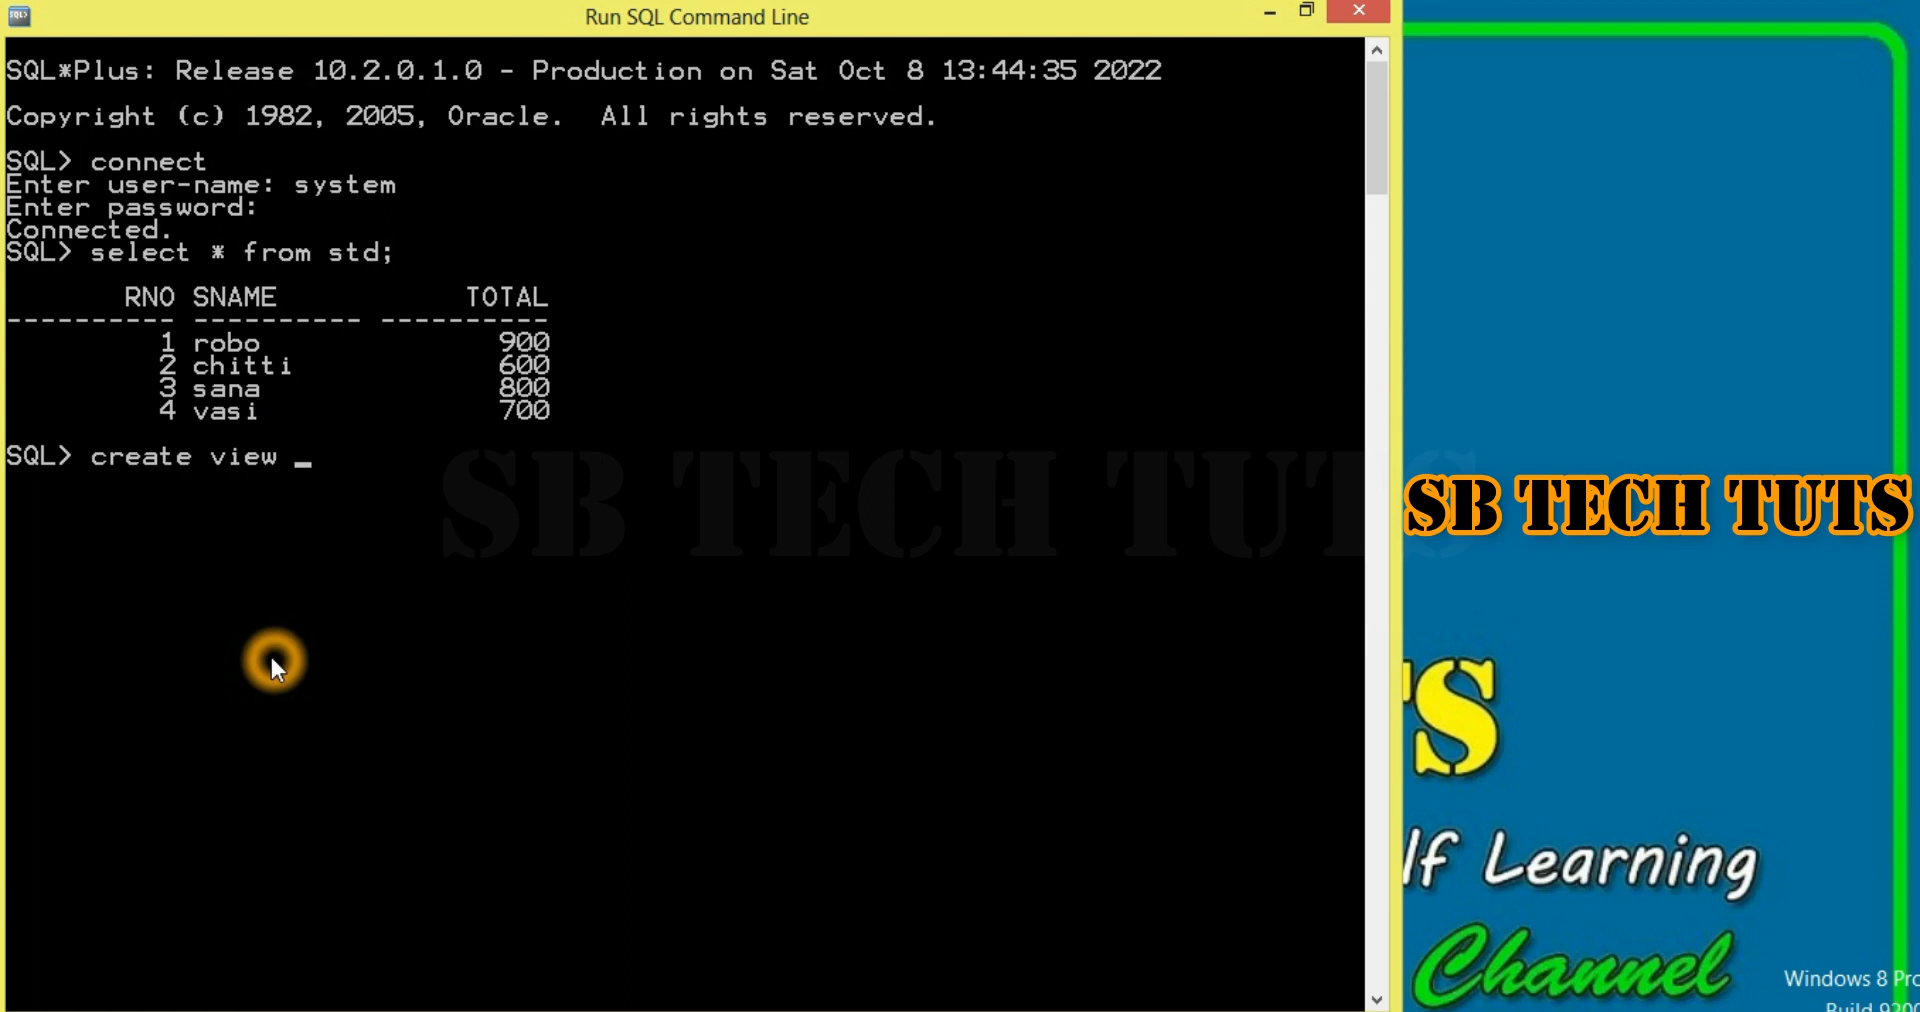 Run SQL Command Line
SQL*Plus: Release 10.2.0.1.0 - Production on Sat Oct 8 13:44:35 2022
Copyright (c) 1982, 2005, Oracle.  All rights reserved.
SQL> connect
Enter user-name: system
Enter password:
Connected.
SQL> select * from std;
RNO SNAME TOTAL
---------- ---------- ----------
1 robo 900
2 chitti 600
3 sana 800
4 vasi 700
SQL> create view _
SB TECH TUTS
SB TECH TUTS
S
lf Learning
Channel
Windows 8 Pro
Build 9200